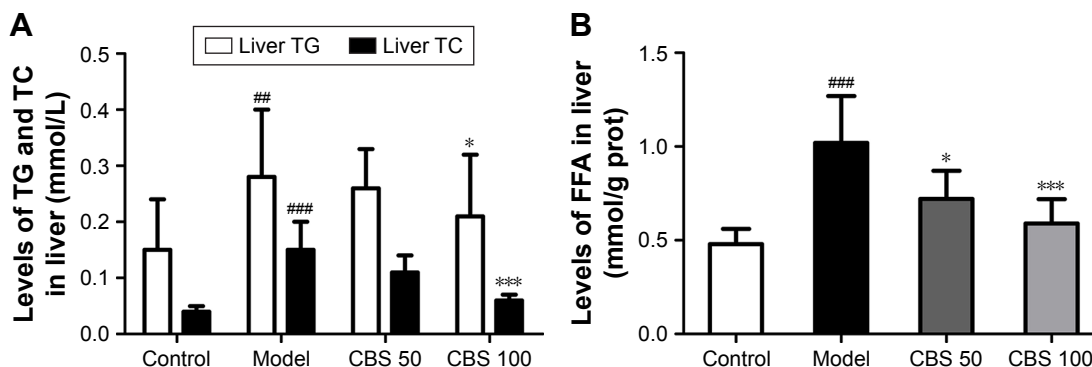 A
Liver TG
Liver TC
Levels of TG and TC
in liver (mmol/L)
0.5
0.4
0.3
0.2
0.1
0.0
##
###
*
***
Control
Model
CBS 50
CBS 100
B
Levels of FFA in liver
(mmol/g prot)
1.5
1.0
0.5
0.0
###
*
***
Control
Model
CBS 50
CBS 100